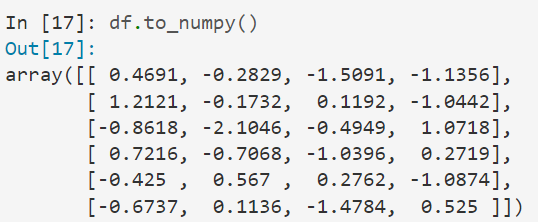 In [17]: df.to_numpy()
Out[17]:
array([[ 0.4691, -0.2829, -1.5091, -1.1356],
       [ 1.2121, -0.1732,  0.1192, -1.0442],
       [-0.8618, -2.1046, -0.4949,  1.0718],
       [ 0.7216, -0.7068, -1.0396,  0.2719],
       [-0.425 ,  0.567 ,  0.2762, -1.0874],
       [-0.6737,  0.1136, -1.4784,  0.525 ]])